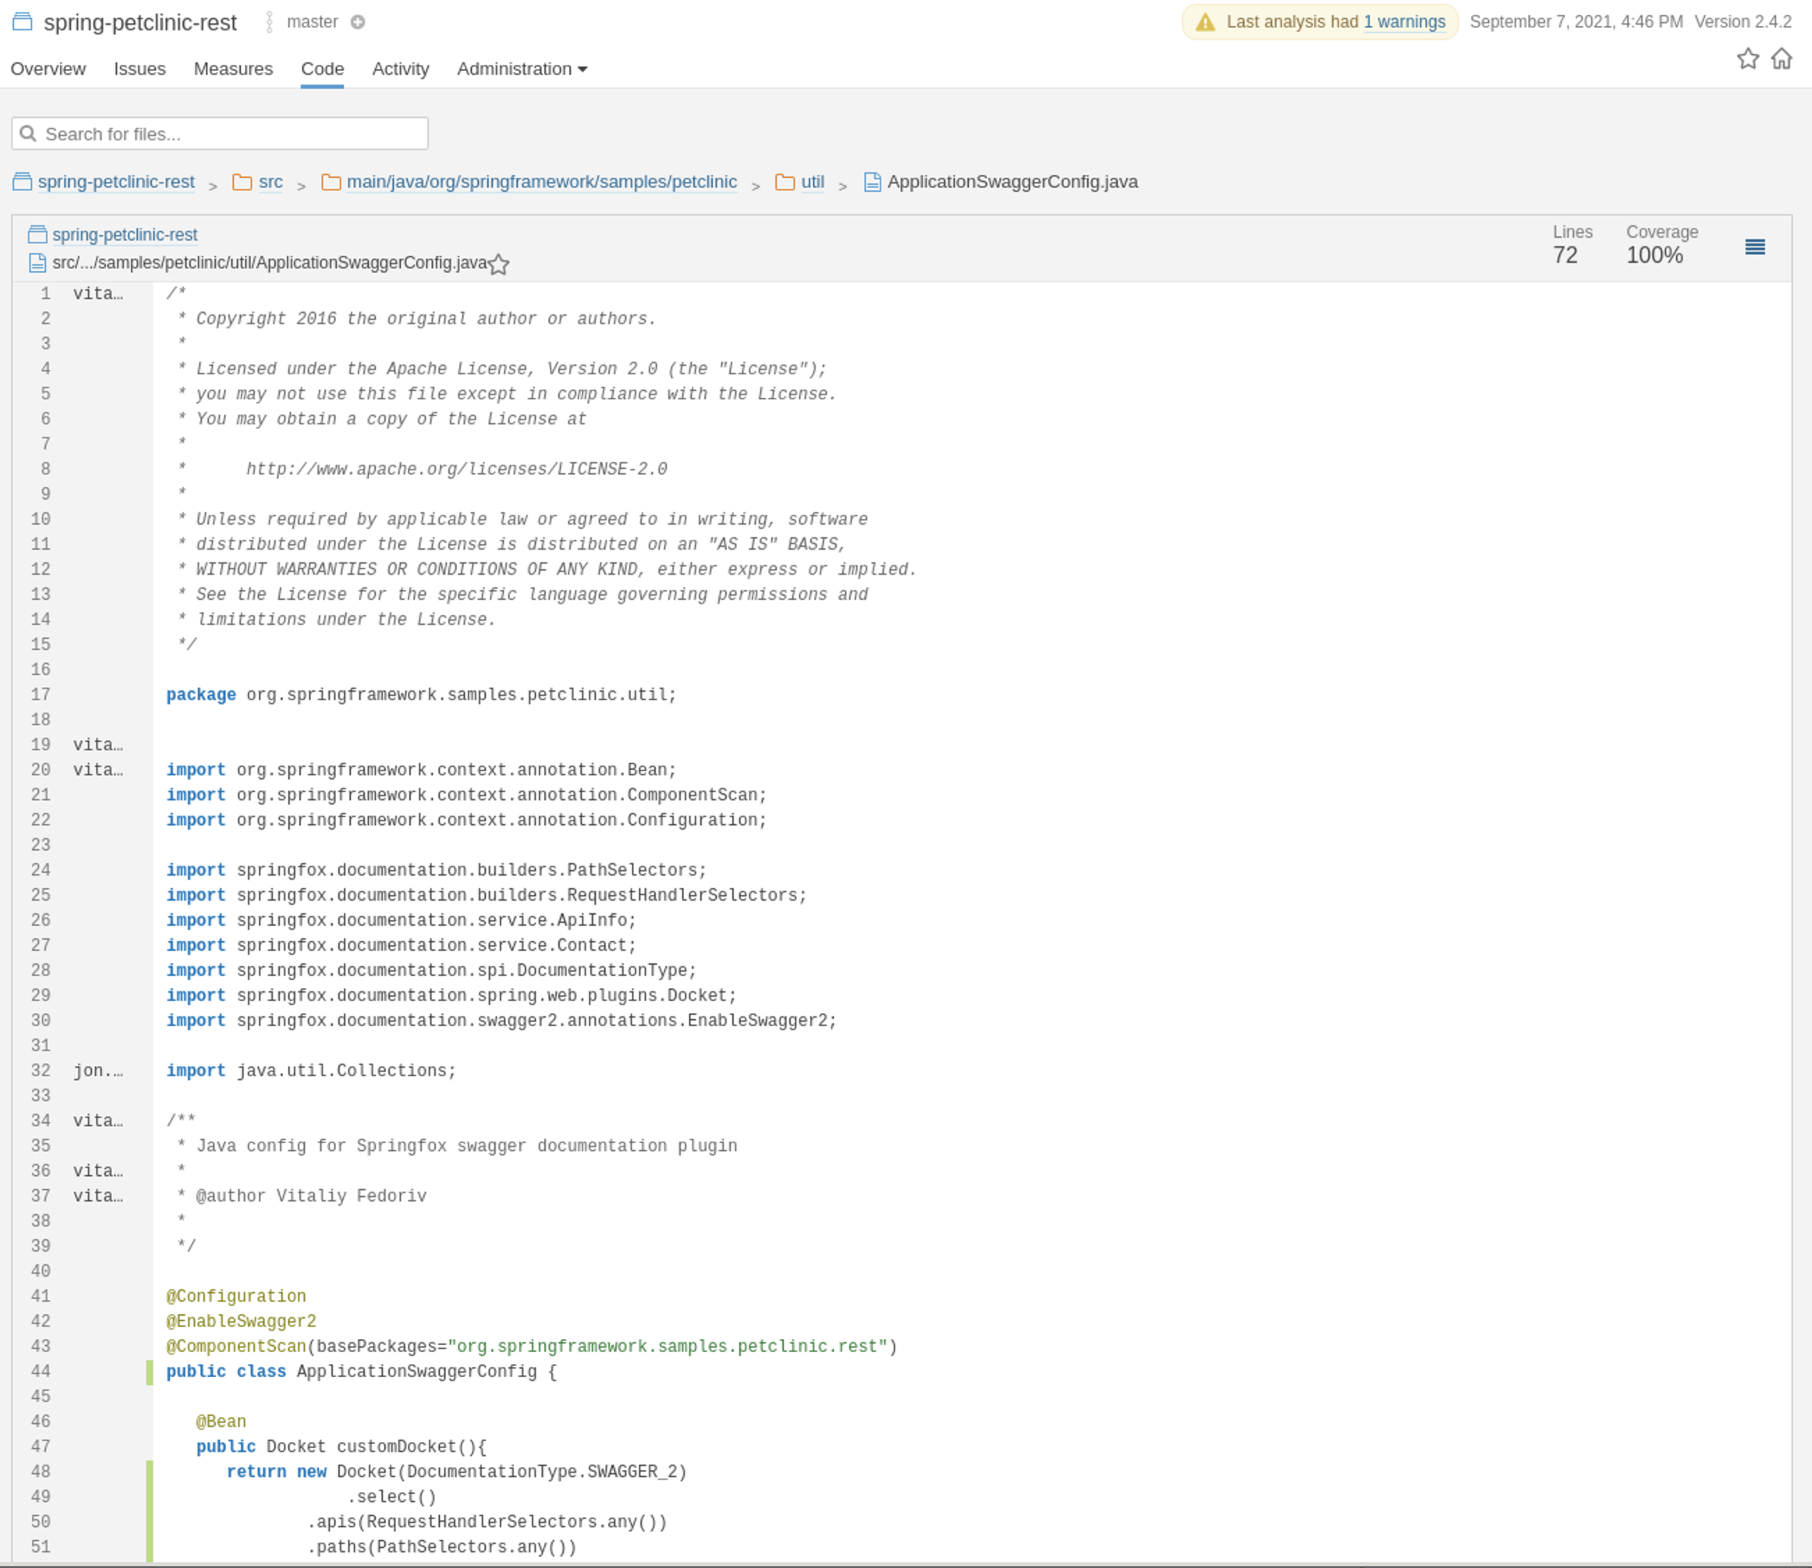 spring-petclinic-rest master Last analysis had 1 warnings September 7, 2021, 4:46 PM Version 2.4.2
Overview Issues Measures Code Activity Administration
Search for files...
spring-petclinic-rest > src > main/java/org/springframework/samples/petclinic > util > ApplicationSwaggerConfig.java
spring-petclinic-rest Lines Coverage
src/.../samples/petclinic/util/ApplicationSwaggerConfig.java 72 100%
1 vita… /*
2 * Copyright 2016 the original author or authors.
3 *
4 * Licensed under the Apache License, Version 2.0 (the "License");
5 * you may not use this file except in compliance with the License.
6 * You may obtain a copy of the License at
7 *
8 * http://www.apache.org/licenses/LICENSE-2.0
9 *
10 * Unless required by applicable law or agreed to in writing, software
11 * distributed under the License is distributed on an "AS IS" BASIS,
12 * WITHOUT WARRANTIES OR CONDITIONS OF ANY KIND, either express or implied.
13 * See the License for the specific language governing permissions and
14 * limitations under the License.
15 */
16
17 package org.springframework.samples.petclinic.util;
18
19 vita…
20 vita… import org.springframework.context.annotation.Bean;
21 import org.springframework.context.annotation.ComponentScan;
22 import org.springframework.context.annotation.Configuration;
23
24 import springfox.documentation.builders.PathSelectors;
25 import springfox.documentation.builders.RequestHandlerSelectors;
26 import springfox.documentation.service.ApiInfo;
27 import springfox.documentation.service.Contact;
28 import springfox.documentation.spi.DocumentationType;
29 import springfox.documentation.spring.web.plugins.Docket;
30 import springfox.documentation.swagger2.annotations.EnableSwagger2;
31
32 jon.… import java.util.Collections;
33
34 vita… /**
35 * Java config for Springfox swagger documentation plugin
36 vita… *
37 vita… * @author Vitaliy Fedoriv
38 *
39 */
40
41 @Configuration
42 @EnableSwagger2
43 @ComponentScan(basePackages="org.springframework.samples.petclinic.rest")
44 public class ApplicationSwaggerConfig {
45
46 @Bean
47 public Docket customDocket(){
48 return new Docket(DocumentationType.SWAGGER_2)
49 .select()
50 .apis(RequestHandlerSelectors.any())
51 .paths(PathSelectors.any())